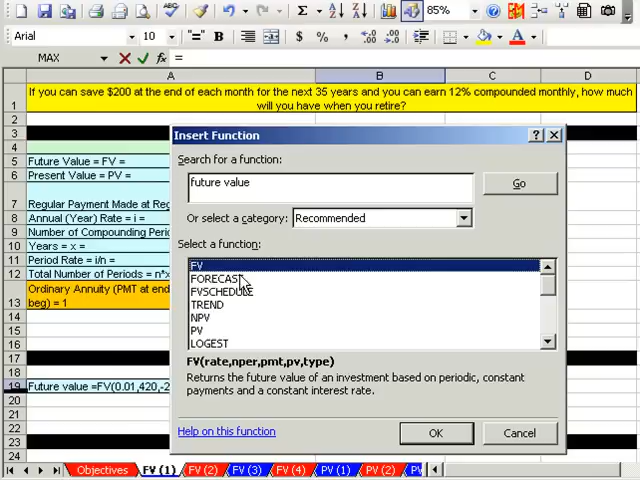 85%
Arial 10 B $ % ,
MAX =
A B C D
1 If you can save $200 at the end of each month for the next 35 years and you can earn 12% compounded monthly, how much
will you have when you retire?
2
3
4
5 Future Value = FV =
6 Present Value = PV =
7 Regular Payment Made at Reg
8 Annual (Year) Rate = i =
9 Number of Compounding Period
10 Years = x =
11 Period Rate = i/n =
12 Total Number of Periods = n*x
13 Ordinary Annuity (PMT at end
beg) = 1
14
15
16
17
18
19 Future value =FV(0.01,420,-2
20
21
22
23
24
Insert Function
Search for a function:
future value
Go
Or select a category: Recommended
Select a function:
FV
FORECAST
FVSCHEDULE
TREND
NPV
PV
LOGEST
FV(rate,nper,pmt,pv,type)
Returns the future value of an investment based on periodic, constant
payments and a constant interest rate.
Help on this function
OK Cancel
Objectives FV (1) FV (2) FV (3) FV (4) PV (1) PV (2) PV